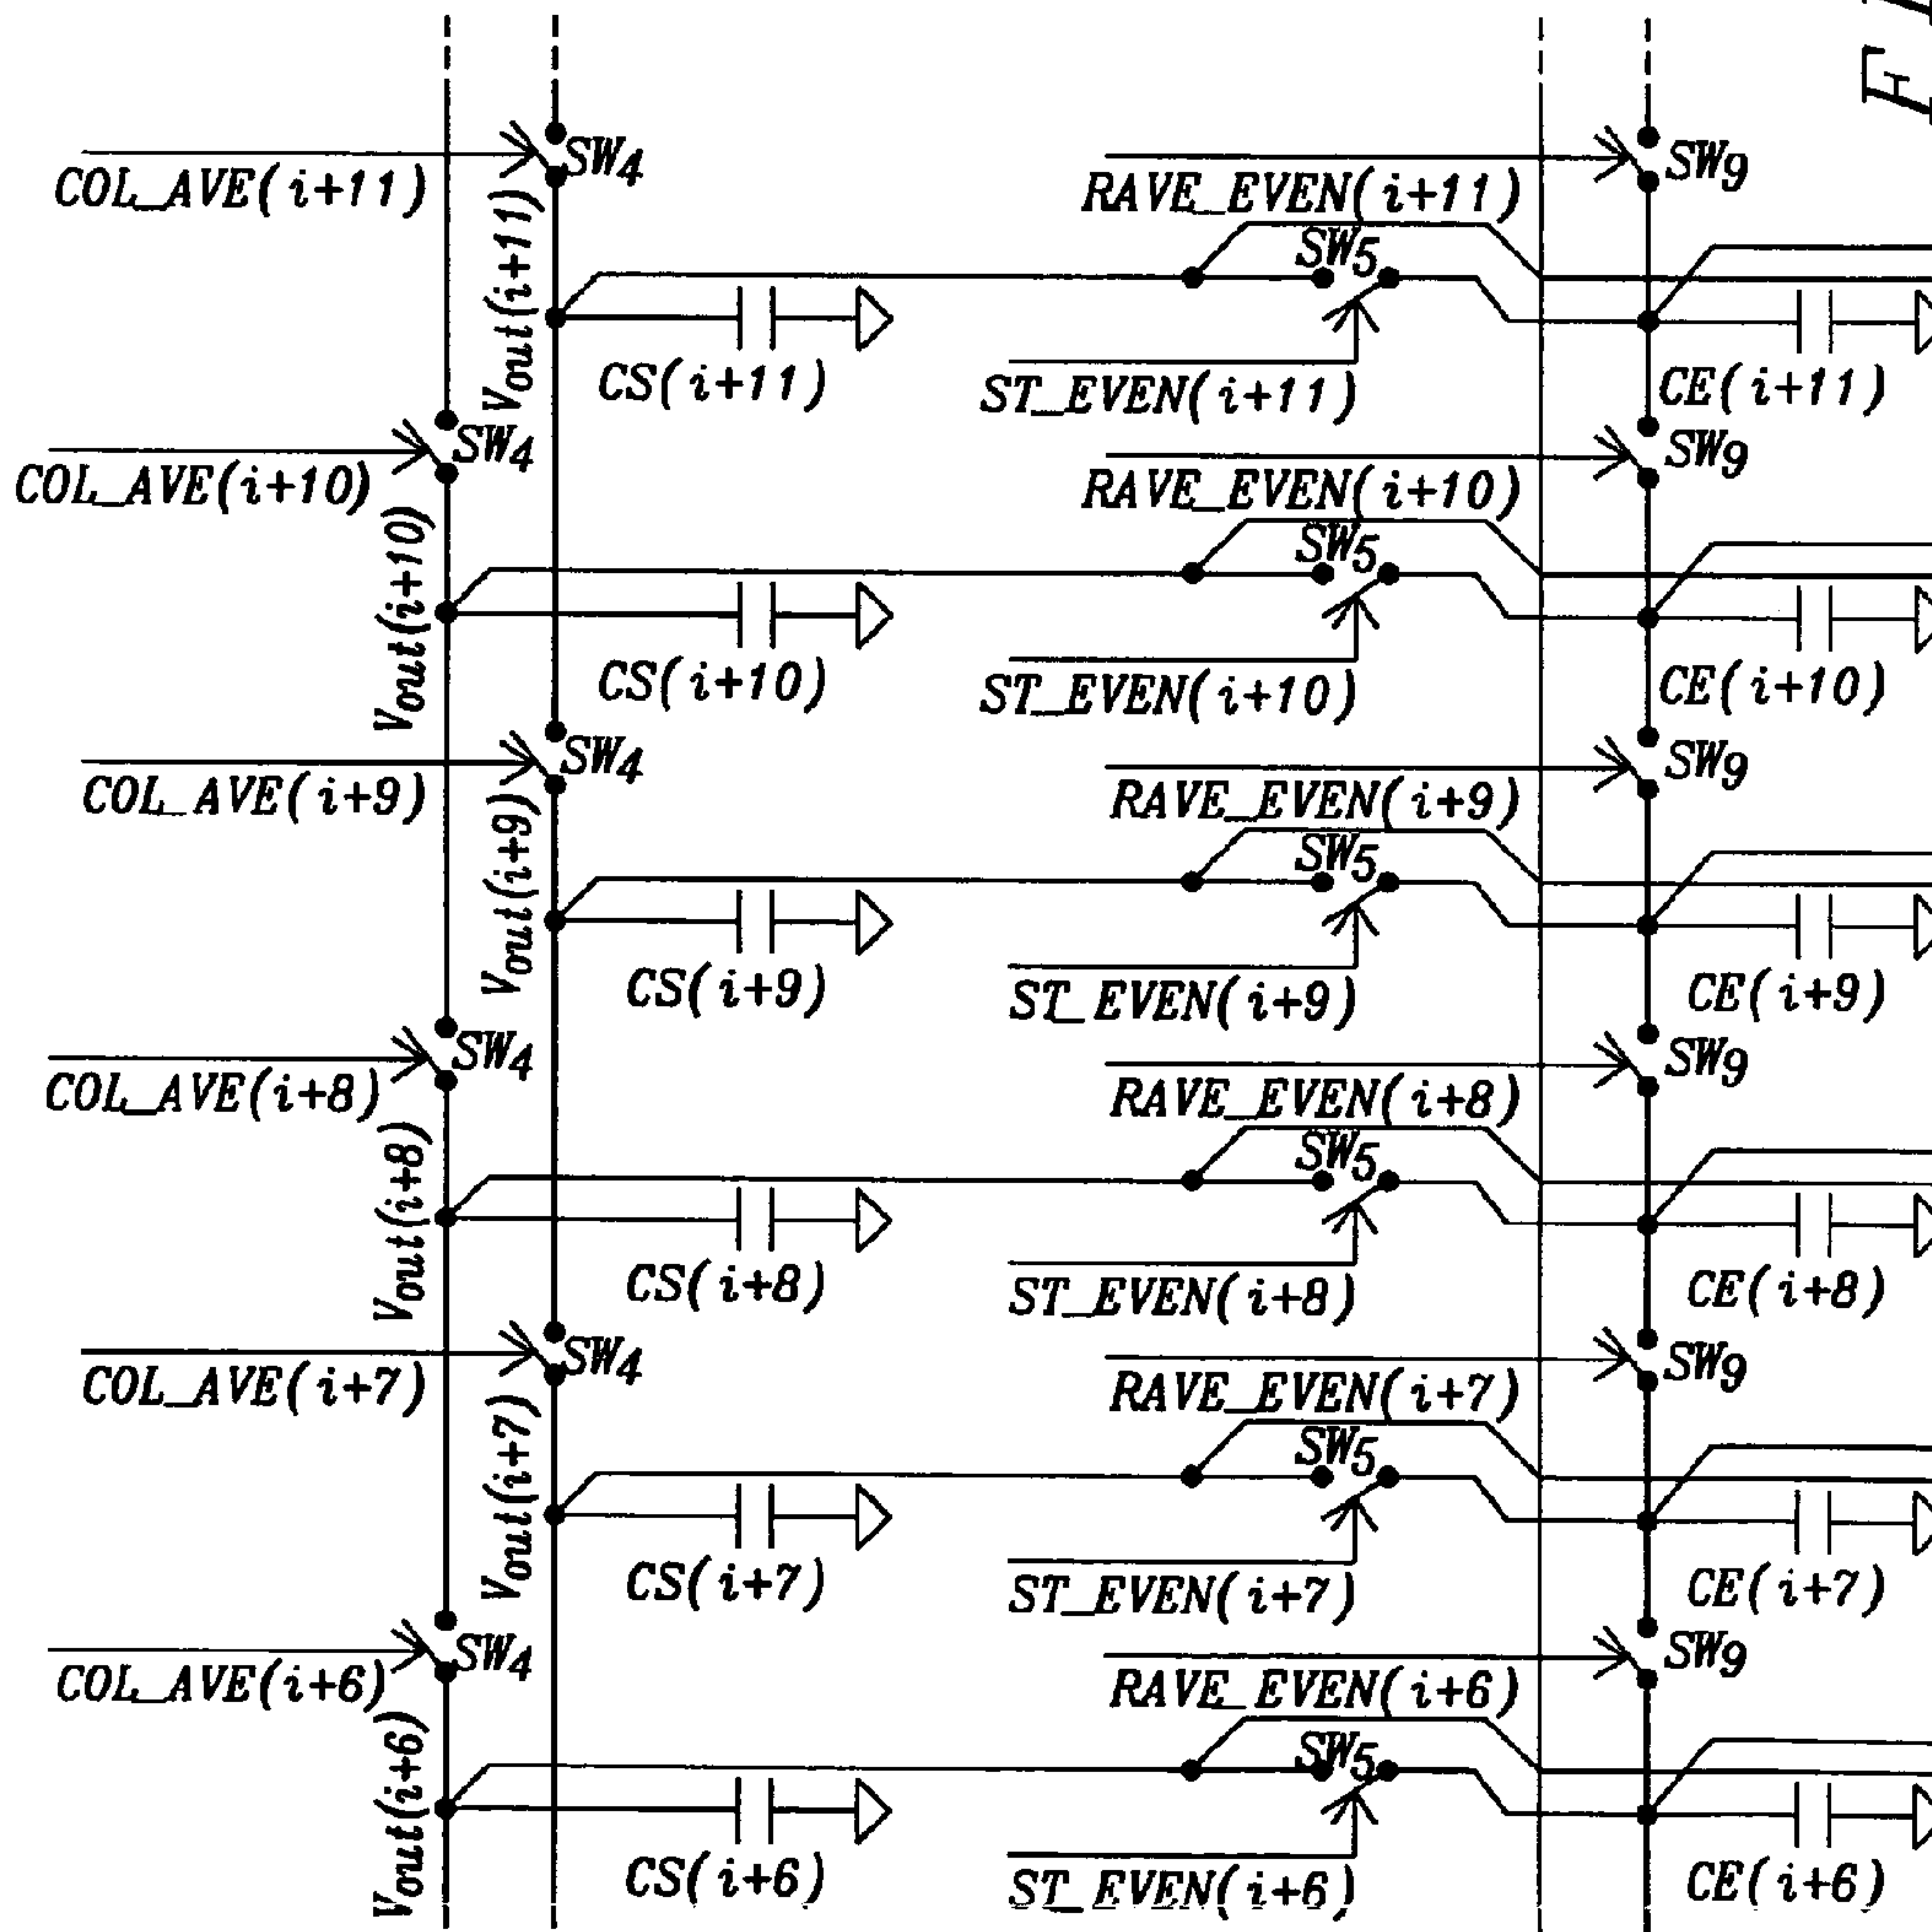 F
SW4
SW9
COL_AVE(i+11)
RAVE_EVEN(i+11)
Vout(i+11)
SW5
CS(i+11)
ST_EVEN(i+11)
CE(i+11)
SW4
SW9
COL_AVE(i+10)
RAVE_EVEN(i+10)
Vout(i+10)
SW5
CS(i+10)
ST_EVEN(i+10)
CE(i+10)
SW4
SW9
COL_AVE(i+9)
RAVE_EVEN(i+9)
Vout(i+9)
SW5
CS(i+9)
ST_EVEN(i+9)
CE(i+9)
SW4
SW9
COL_AVE(i+8)
RAVE_EVEN(i+8)
Vout(i+8)
SW5
CS(i+8)
ST_EVEN(i+8)
CE(i+8)
SW4
SW9
COL_AVE(i+7)
RAVE_EVEN(i+7)
Vout(i+7)
SW5
CS(i+7)
ST_EVEN(i+7)
CE(i+7)
SW4
SW9
COL_AVE(i+6)
RAVE_EVEN(i+6)
Vout(i+6)
SW5
CS(i+6)
ST_EVEN(i+6)
CE(i+6)